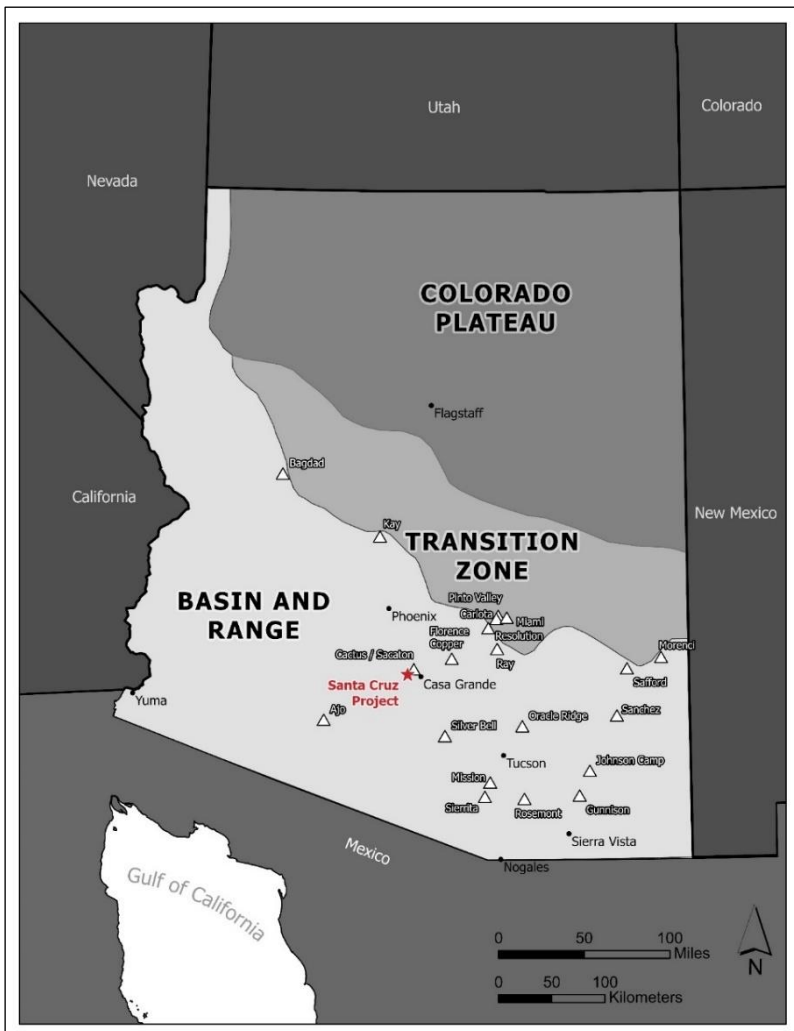 Utah
Colorado
Nevada
COLORADO
PLATEAU
Flagstaff
Bagdad
California
New Mexico
Kay
TRANSITION
ZONE
BASIN AND
RANGE
Pinto Valley
Phoenix
Carlota
Miami
Florence
Copper
Resolution
Ray
Morenci
Cactus / Sacaton
Safford
Santa Cruz
Project
Casa Grande
Yuma
Ajo
Silver Bell
Oracle Ridge
Sanchez
Tucson
Johnson Camp
Mission
Sierrita
Rosemont
Gunnison
Sierra Vista
Mexico
Nogales
Gulf of California
0 50 100
Miles
0 50 100
Kilometers
N